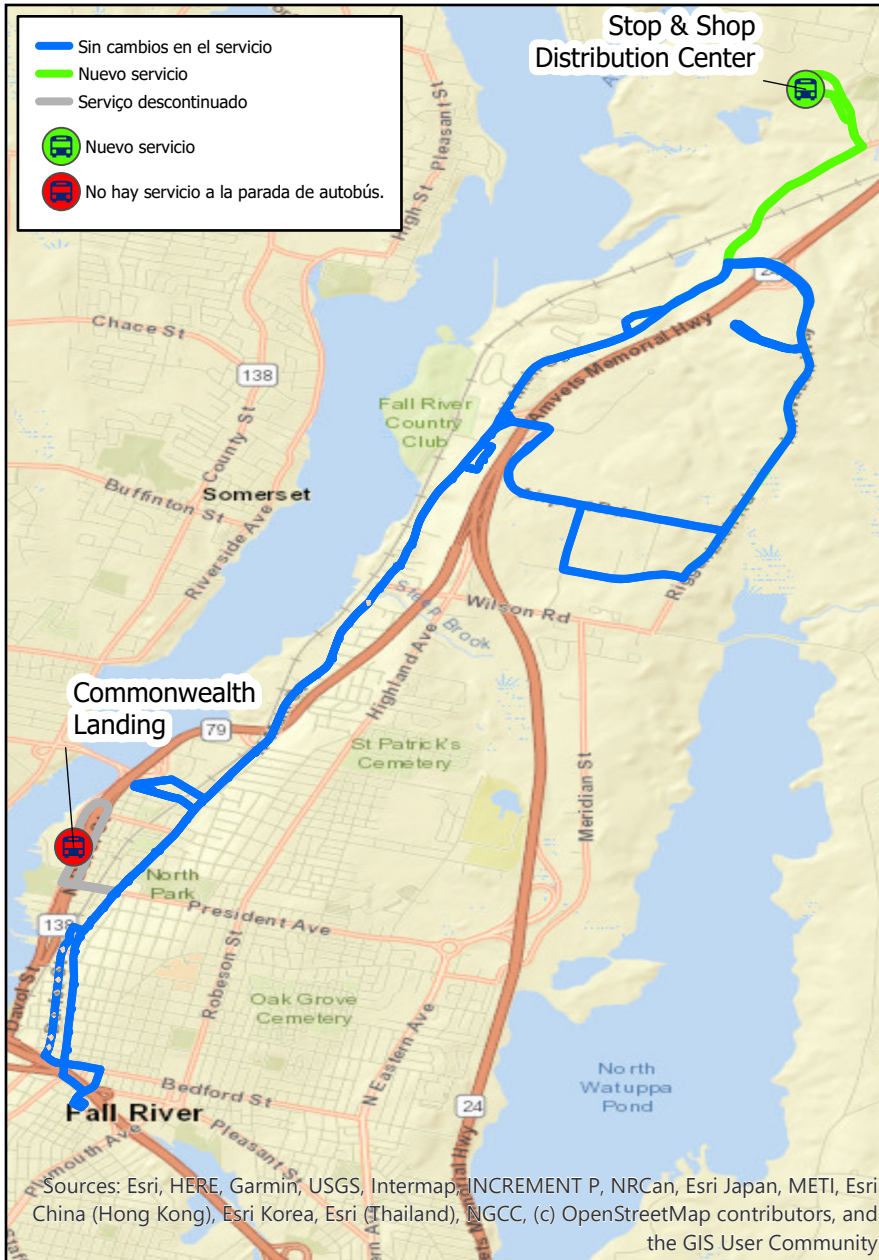 Sin cambios en el servicio
Nuevo servicio
Serviço descontinuado
Nuevo servicio
No hay servicio a la parada de autobús.
Stop & Shop
Distribution Center
Pleasant St
High St
Chace St
138
County St
Buffinton St
Somerset
Riverside Ave
Fall River
Country
Club
Amvets Memorial Hwy
24
Wilson Rd
Steep Brook
Highland Ave
Commonwealth
Landing
79
St Patrick's
Cemetery
Meridian St
North
Park
President Ave
138
Davol St
Robeson St
Oak Grove
Cemetery
N Eastern Ave
North
Watuppa
Pond
Bedford St
24
Fall River
Pleasant S
Plymouth Ave
Sources: Esri, HERE, Garmin, USGS, Intermap, INCREMENT P, NRCan, Esri Japan, METI, Esri
China (Hong Kong), Esri Korea, Esri (Thailand), NGCC, (c) OpenStreetMap contributors, and
the GIS User Community